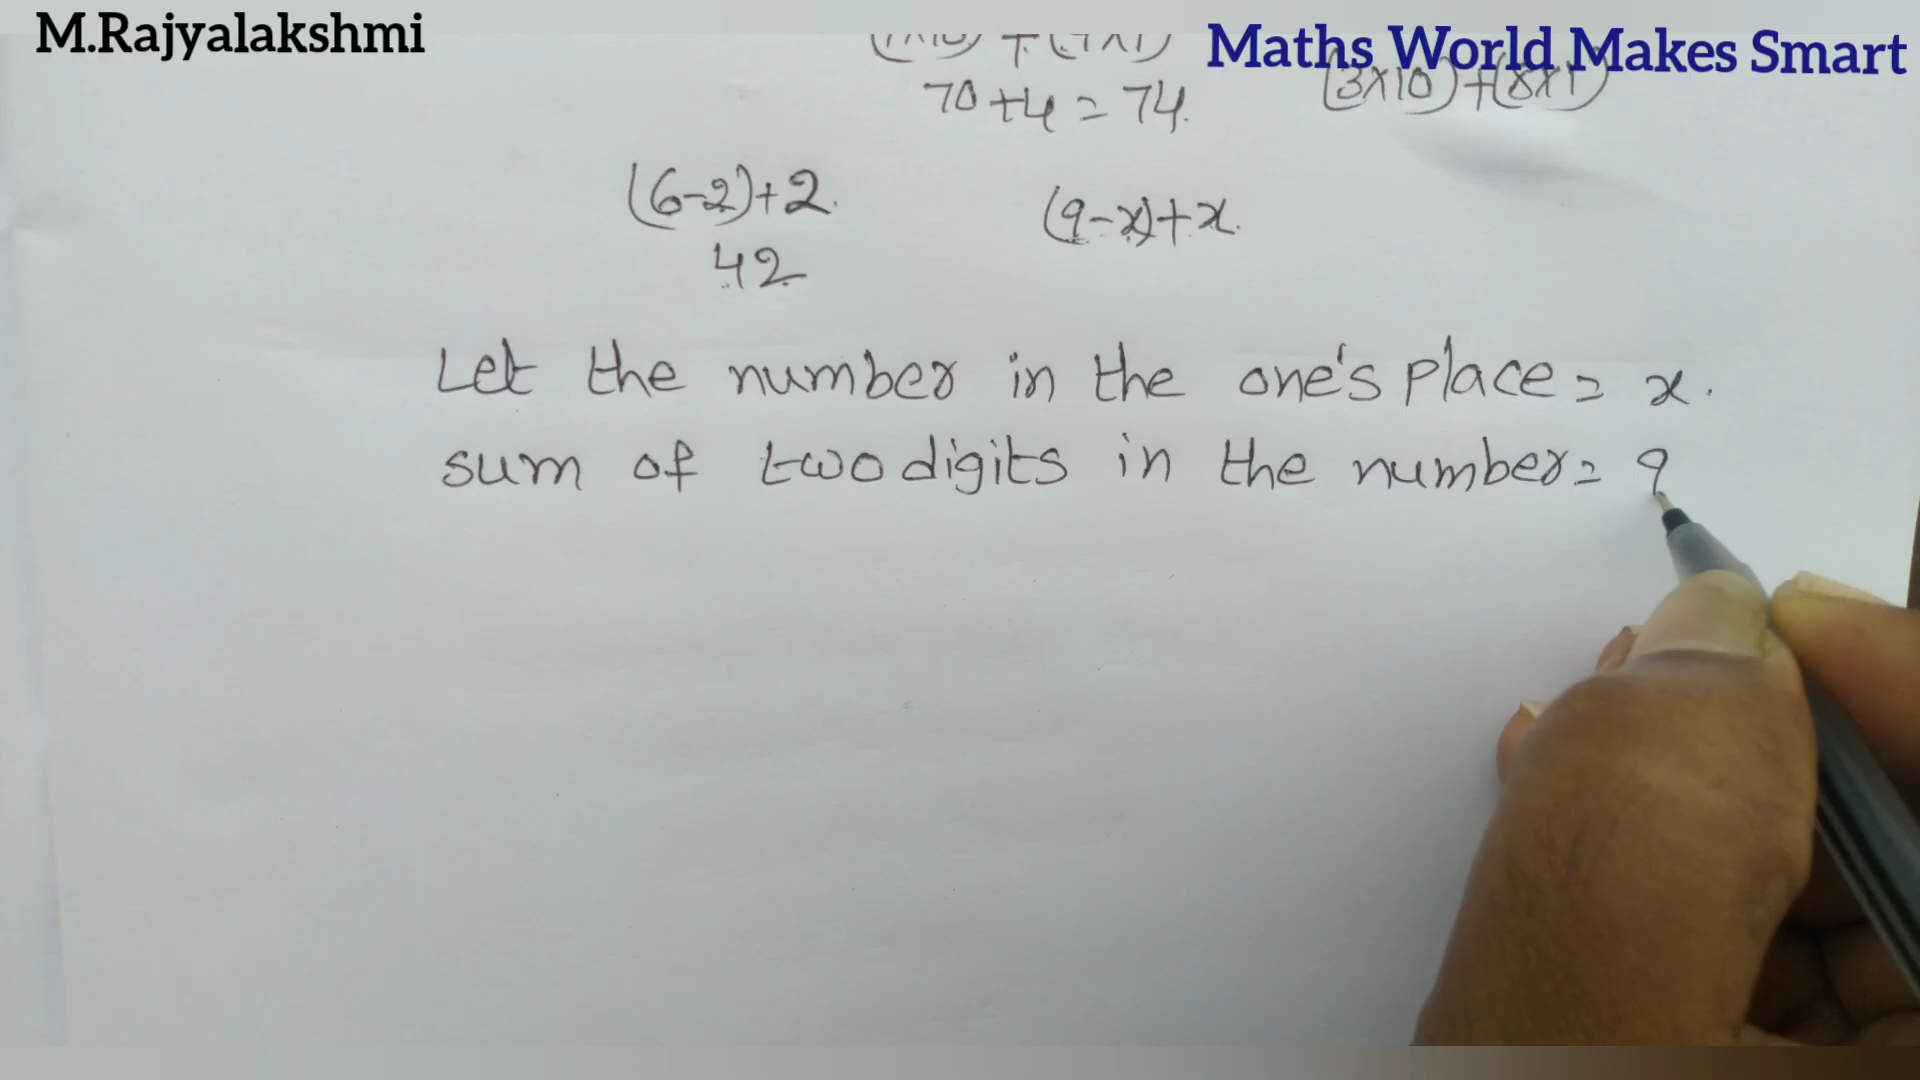 M.Rajyalakshmi
Maths World Makes Smart
70+4 = 74.
(3×10)+(8×1)
(6-2)+2.
(9-x)+x.
42
Let the number in the one's place = x.
sum of two digits in the number = 9